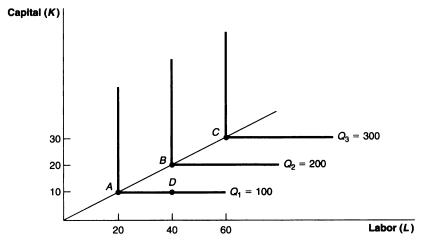 Capital (K)
C
30
Q₃ = 300
B
20
Q₂ = 200
A
D
10
Q₁ = 100
20
40
60
Labor (L)